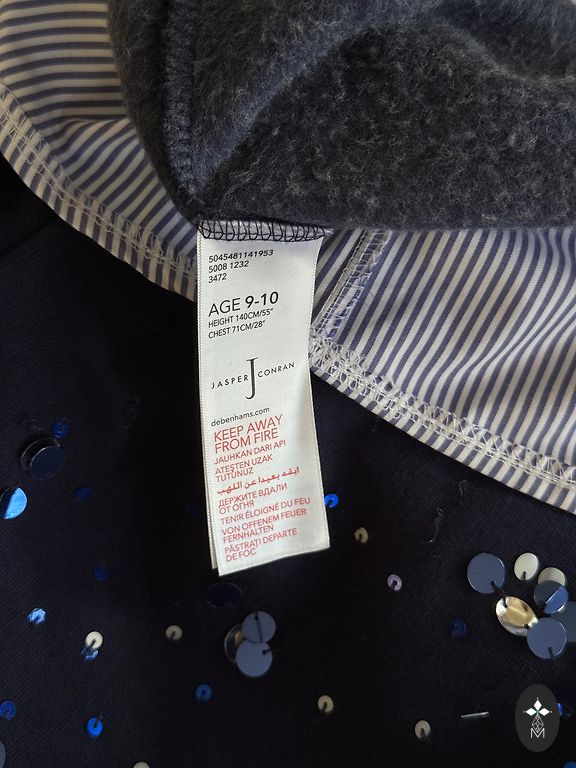 5045481141953
5008 1232
3472
AGE 9-10
HEIGHT 140CM/55"
CHEST 71CM/28"
JASPER J CONRAN
debenhams.com
KEEP AWAY
FROM FIRE
JAUHKAN DARI API
ATEŞTEN UZAK
TUTUNUZ
ابقه بعيدا عن اللهب
ДЕРЖИТЕ ВДАЛИ
ОТ ОГНЯ
TENIR ÉLOIGNÉ DU FEU
VON OFFENEM FEUER
FERNHALTEN
PĂSTRAȚI DEPARTE
DE FOC
M